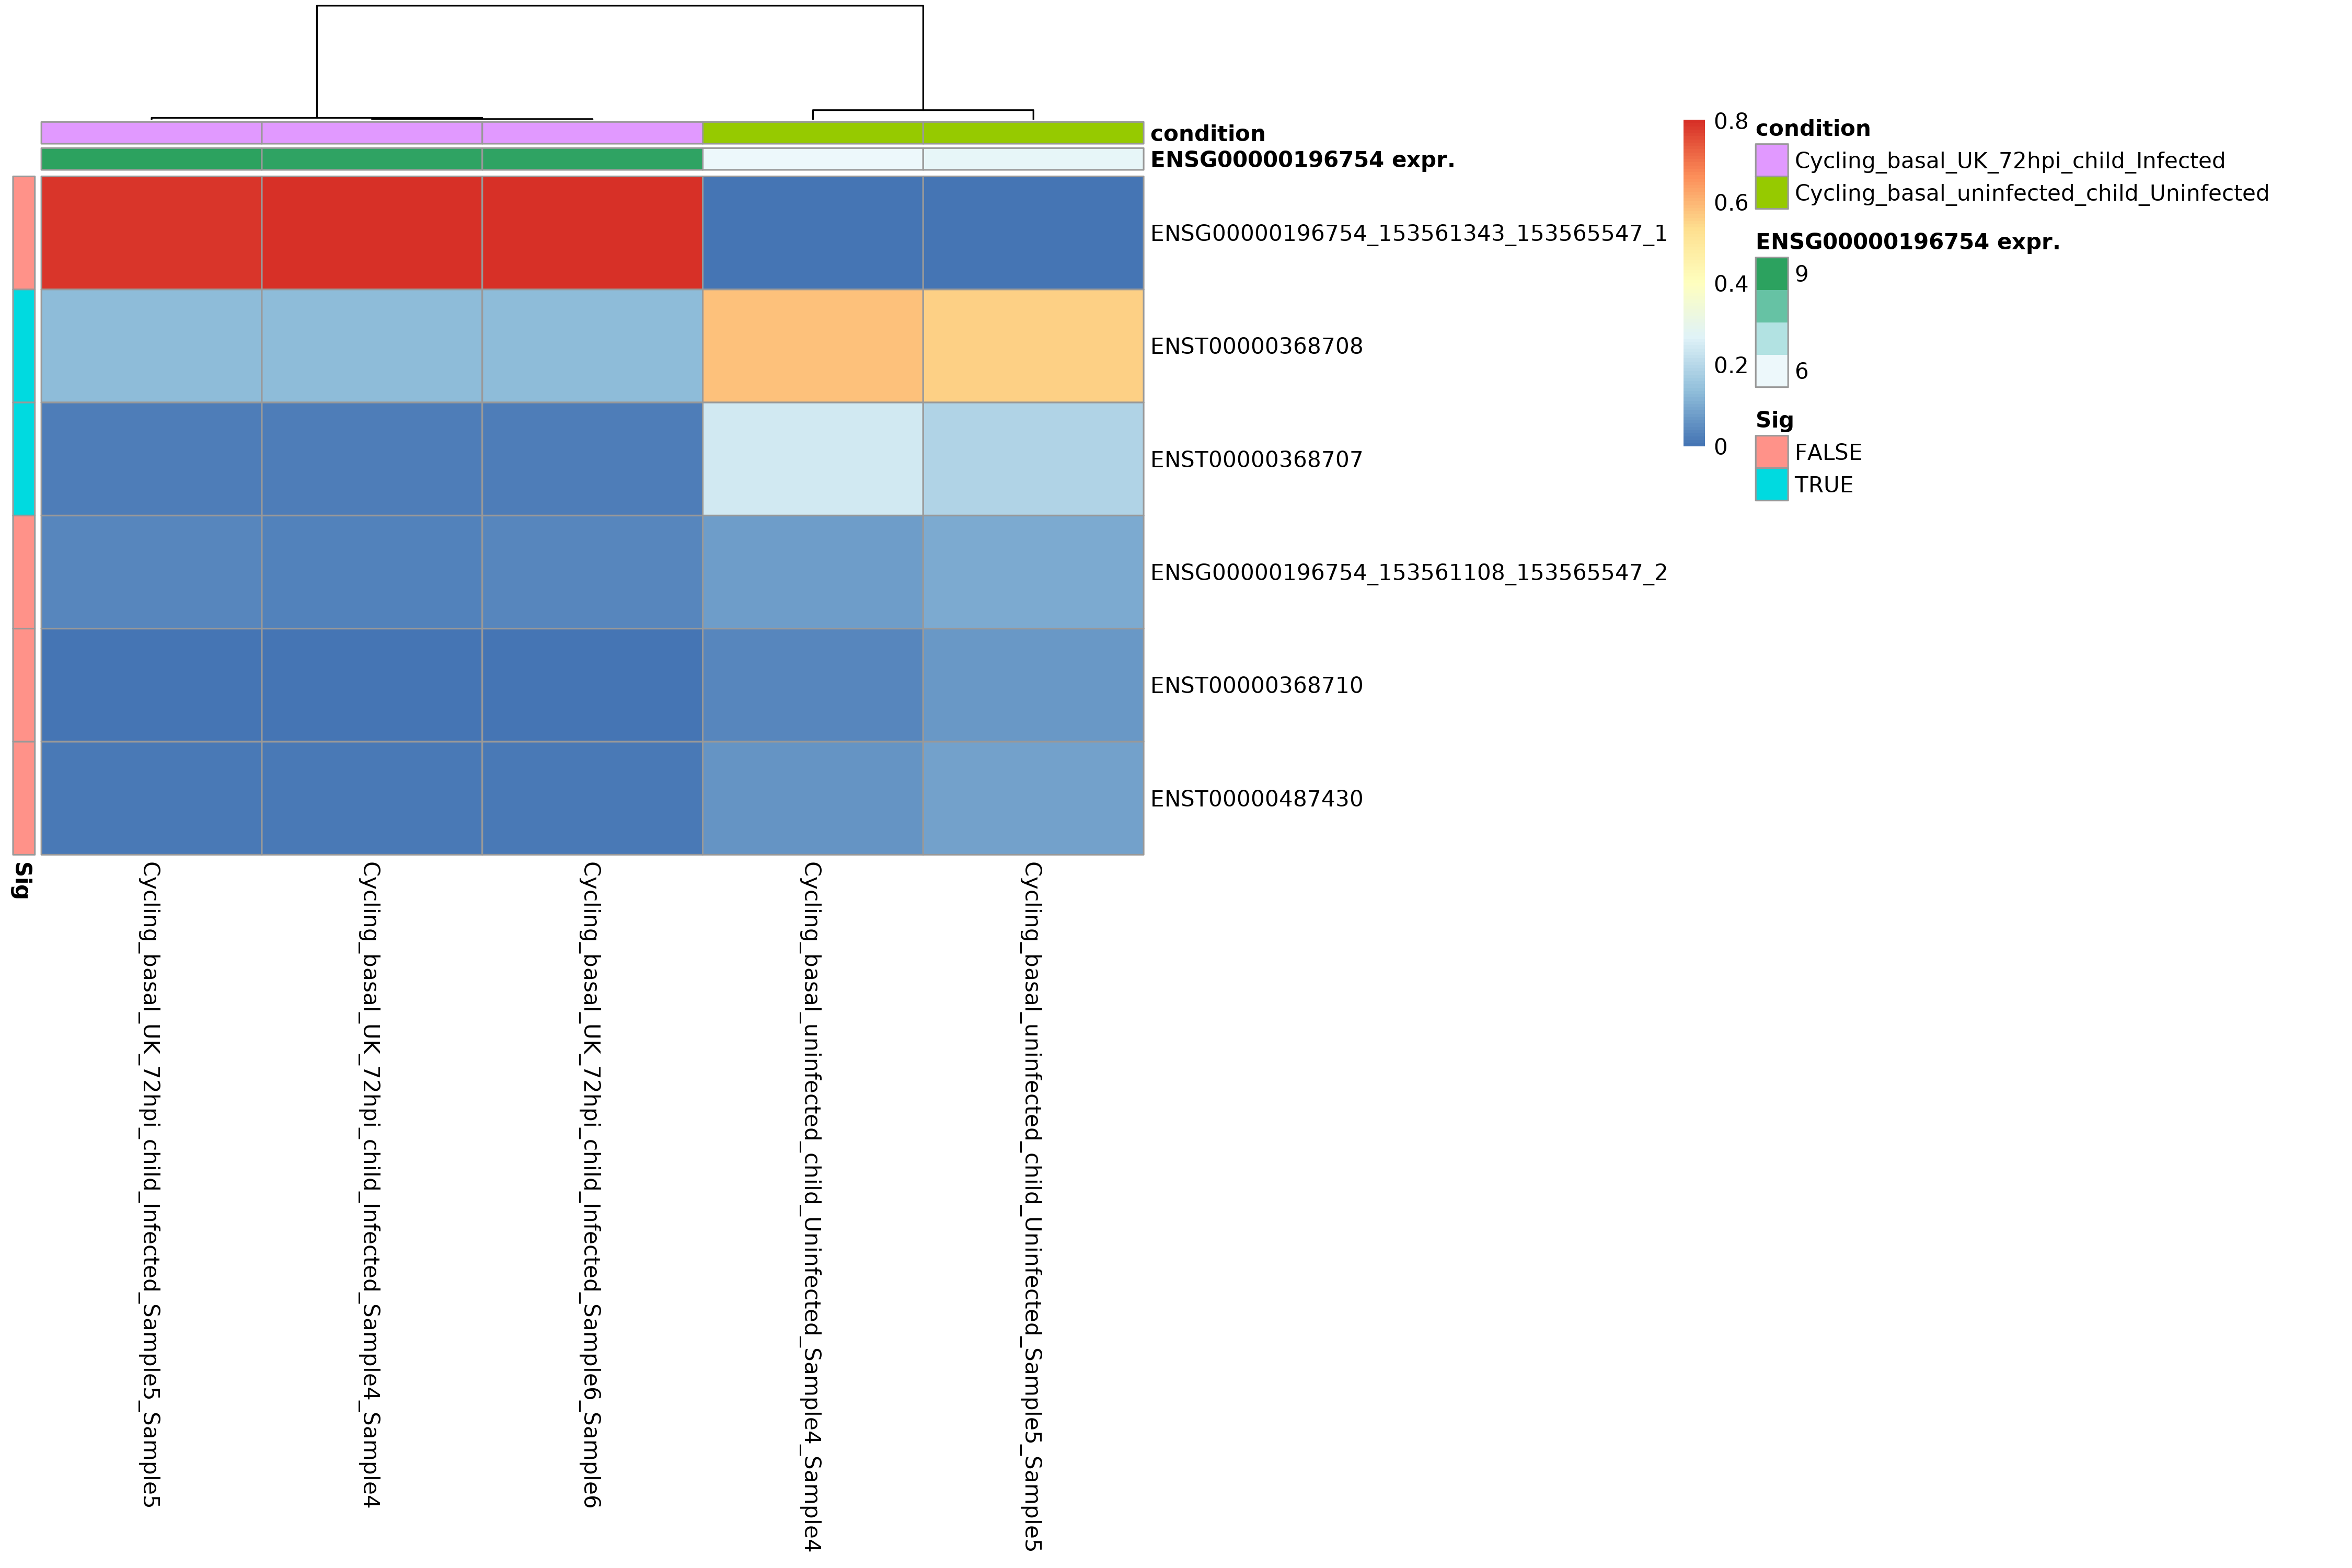 condition
ENSG00000196754 expr.
ENSG00000196754_153561343_153565547_1
ENST00000368708
ENST00000368707
ENSG00000196754_153561108_153565547_2
ENST00000368710
ENST00000487430
Sig
Cycling_basal_UK_72hpi_child_Infected_Sample5_Sample5
Cycling_basal_UK_72hpi_child_Infected_Sample4_Sample4
Cycling_basal_UK_72hpi_child_Infected_Sample6_Sample6
Cycling_basal_uninfected_child_Uninfected_Sample4_Sample4
Cycling_basal_uninfected_child_Uninfected_Sample5_Sample5
0.8
0.6
0.4
0.2
0
condition
Cycling_basal_UK_72hpi_child_Infected
Cycling_basal_uninfected_child_Uninfected
ENSG00000196754 expr.
9
6
Sig
FALSE
TRUE